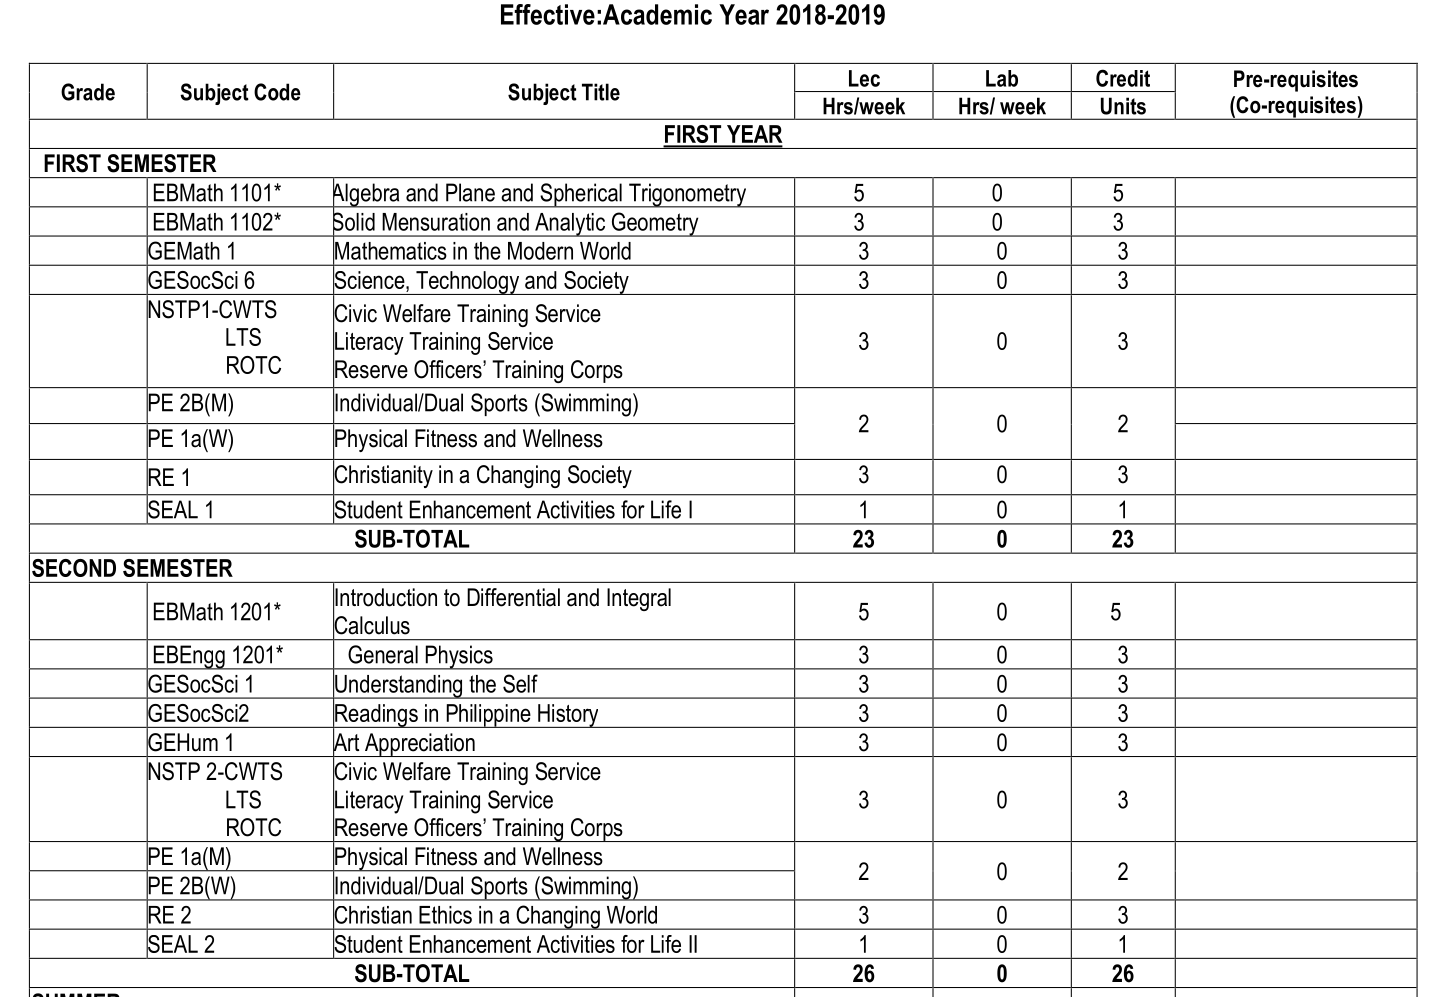 Effective:Academic Year 2018-2019
Grade Subject Code Subject Title Lec Lab Credit Pre-requisites
Hrs/week Hrs/ week Units (Co-requisites)
FIRST YEAR
FIRST SEMESTER
EBMath 1101* Algebra and Plane and Spherical Trigonometry 5 0 5
EBMath 1102* Solid Mensuration and Analytic Geometry 3 0 3
GEMath 1 Mathematics in the Modern World 3 0 3
GESocSci 6 Science, Technology and Society 3 0 3
NSTP1-CWTS Civic Welfare Training Service
LTS Literacy Training Service 3 0 3
ROTC Reserve Officers’ Training Corps
PE 2B(M) Individual/Dual Sports (Swimming)
2 0 2
PE 1a(W) Physical Fitness and Wellness
RE 1 Christianity in a Changing Society 3 0 3
SEAL 1 Student Enhancement Activities for Life I 1 0 1
SUB-TOTAL 23 0 23
SECOND SEMESTER
EBMath 1201* Introduction to Differential and Integral
Calculus 5 0 5
EBEngg 1201* General Physics 3 0 3
GESocSci 1 Understanding the Self 3 0 3
GESocSci2 Readings in Philippine History 3 0 3
GEHum 1 Art Appreciation 3 0 3
NSTP 2-CWTS Civic Welfare Training Service
LTS Literacy Training Service 3 0 3
ROTC Reserve Officers’ Training Corps
PE 1a(M) Physical Fitness and Wellness
2 0 2
PE 2B(W) Individual/Dual Sports (Swimming)
RE 2 Christian Ethics in a Changing World 3 0 3
SEAL 2 Student Enhancement Activities for Life II 1 0 1
SUB-TOTAL 26 0 26
SUMMER